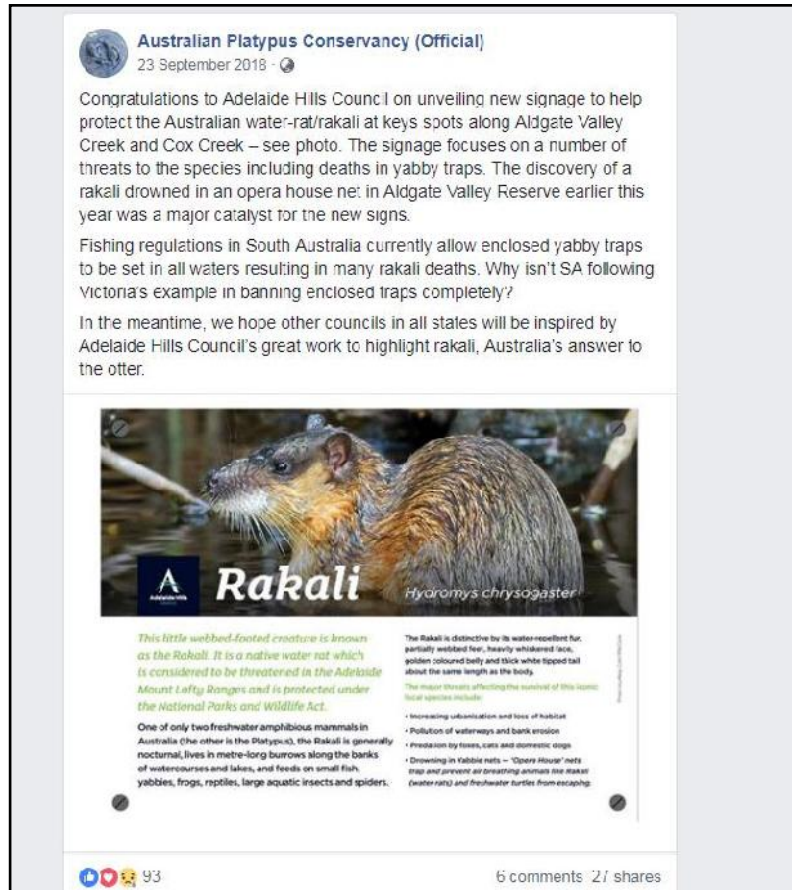 Australian Platypus Conservancy (Official)
23 September 2018 ·
Congratulations to Adelaide Hills Council on unveiling new signage to help
protect the Australian water-rat/rakali at keys spots along Aldgate Valley
Creek and Cox Creek – see photo. The signage focuses on a number of
threats to the species including deaths in yabby traps. The discovery of a
rakali drowned in an opera house net in Aldgate Valley Reserve earlier this
year was a major catalyst for the new signs.
Fishing regulations in South Australia currently allow enclosed yabby traps
to be set in all waters resulting in many rakali deaths. Why isn't SA following
Victoria's example in banning enclosed traps completely?
In the meantime, we hope other councils in all states will be inspired by
Adelaide Hills Council's great work to highlight rakali, Australia's answer to
the otter.
Adelaide Hills
Rakali
Hydromys chrysogaster
This little webbed-footed creature is known
as the Rakali. It is a native water rat which
is considered to be threatened in the Adelaide
Mount Lofty Ranges and is protected under
the National Parks and Wildlife Act.
One of only two freshwater amphibious mammals in
Australia (the other is the Platypus), the Rakali is generally
nocturnal, lives in metre-long burrows along the banks
of watercourses and lakes, and feeds on small fish,
yabbies, frogs, reptiles, large aquatic insects and spiders.
The Rakali is distinctive by its water-repellent fur,
partially webbed feet, heavily whiskered face,
golden coloured belly and thick white tipped tail
about the same length as the body.
The major threats affecting the survival of this iconic
local species include:
• Increasing urbanisation and loss of habitat
• Pollution of waterways and bank erosion
• Predation by foxes, cats and domestic dogs
• Drowning in Yabbie nets – 'Opera House' nets
trap and prevent air breathing animals like Rakali
(water rats) and freshwater turtles from escaping.
93
6 comments 27 shares